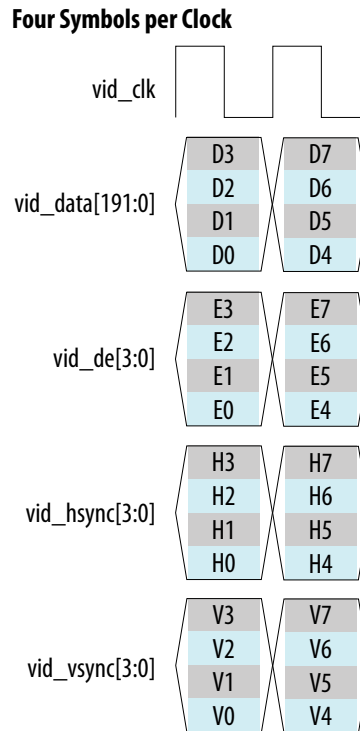 Four Symbols per Clock
vid_clk
D3 D7
D2 D6
vid_data[191:0]
D1 D5
D0 D4
E3 E7
E2 E6
vid_de[3:0]
E1 E5
E0 E4
H3 H7
H2 H6
vid_hsync[3:0]
H1 H5
H0 H4
V3 V7
V2 V6
vid_vsync[3:0]
V1 V5
V0 V4